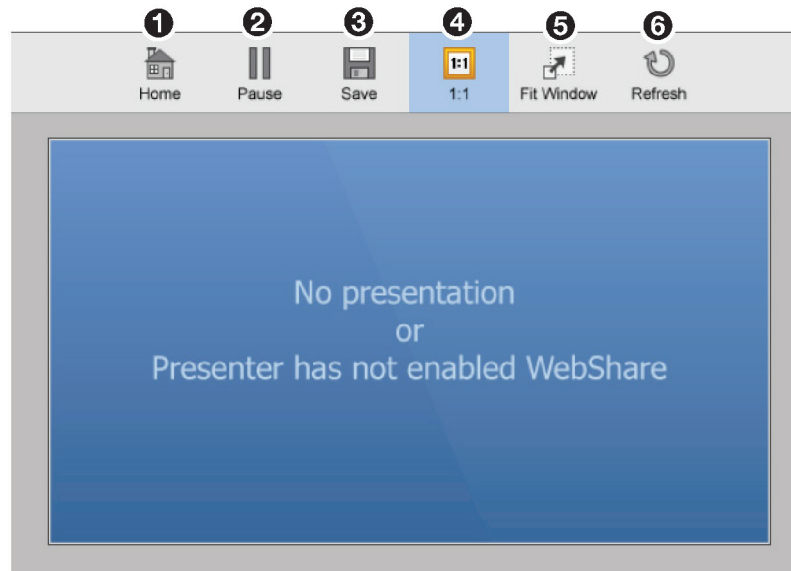 1 2 3 4 5 6
1:1
Home Pause Save 1:1 Fit Window Refresh
No presentation
or
Presenter has not enabled WebShare